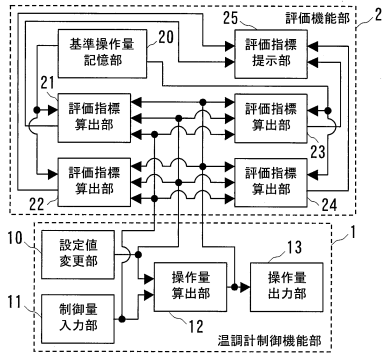 評価機能部
2
20
25
基準操作量
記憶部
評価指標
提示部
21
評価指標
算出部
評価指標
算出部
23
評価指標
算出部
22
評価指標
算出部
24
10
設定値
変更部
1
13
11
制御量
入力部
操作量
算出部
12
操作量
出力部
温調計制御機能部